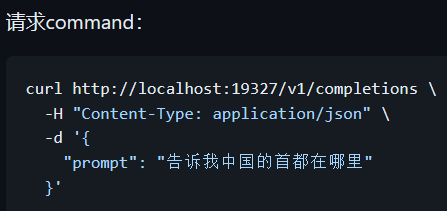 请求command：
curl http://localhost:19327/v1/completions \
-H "Content-Type: application/json" \
-d '{
"prompt": "告诉我中国的首都在哪里"
}'